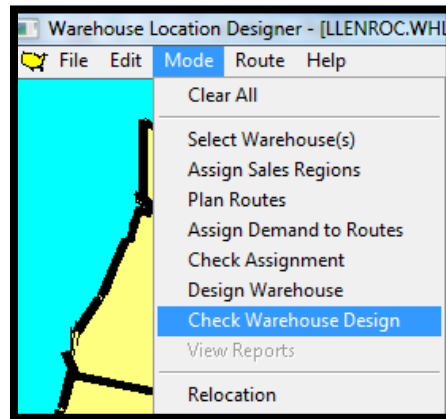 Warehouse Location Designer - [LLENROC.WHL
File Edit Mode Route Help
Clear All
Select Warehouse(s)
Assign Sales Regions
Plan Routes
Assign Demand to Routes
Check Assignment
Design Warehouse
Check Warehouse Design
View Reports
Relocation